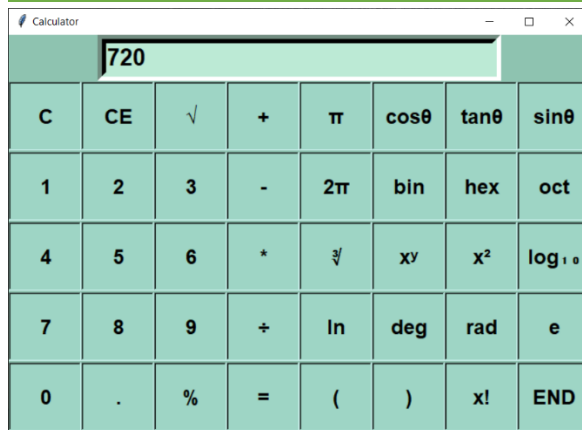 Calculator
720
C CE √ + π cosθ tanθ sinθ
1 2 3 - 2π bin hex oct
4 5 6 * ∛ xʸ x² log₁₀
7 8 9 ÷ ln deg rad e
0 . % = ( ) x! END